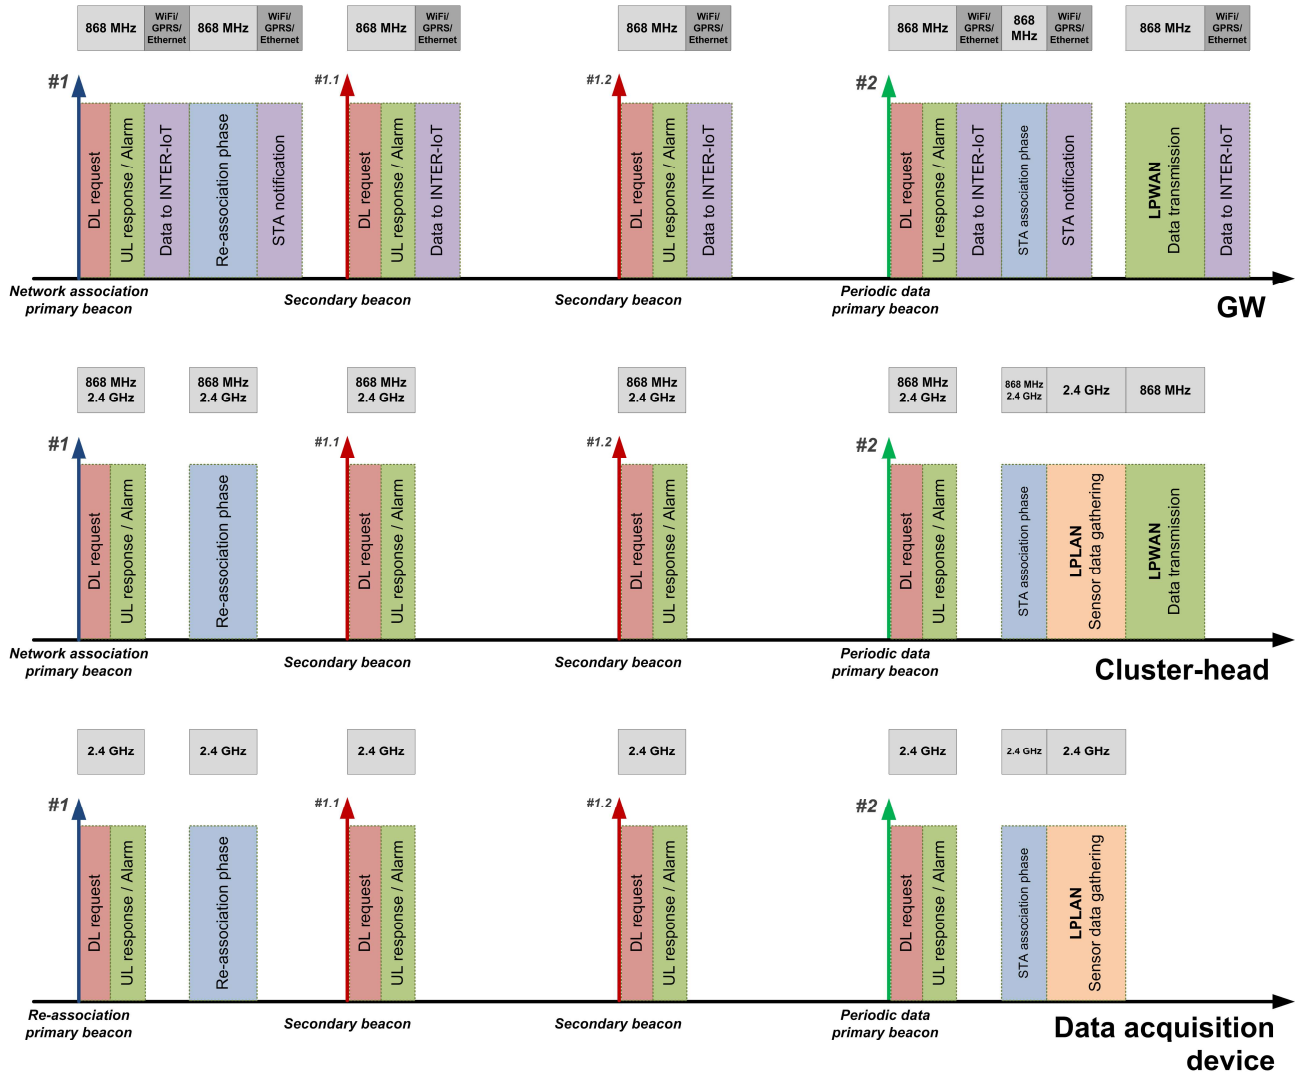 868 MHz
WiFi/
GPRS/
Ethernet
868 MHz
WiFi/
GPRS/
Ethernet
868 MHz
WiFi/
GPRS/
Ethernet
868 MHz
WiFi/
GPRS/
Ethernet
868 MHz
WiFi/
GPRS/
Ethernet
868
MHz
WiFi/
GPRS/
Ethernet
868 MHz
WiFi/
GPRS/
Ethernet
#1
#1.1
#1.2
#2
DL request
UL response / Alarm
Data to INTER-IoT
Re-association phase
STA notification
DL request
UL response / Alarm
Data to INTER-IoT
DL request
UL response / Alarm
Data to INTER-IoT
DL request
UL response / Alarm
Data to INTER-IoT
STA association phase
STA notification
LPWAN
Data transmission
Data to INTER-IoT
Network association
primary beacon
Secondary beacon
Secondary beacon
Periodic data
primary beacon
GW
868 MHz
2.4 GHz
868 MHz
2.4 GHz
868 MHz
2.4 GHz
868 MHz
2.4 GHz
868 MHz
2.4 GHz
868 MHz
2.4 GHz
2.4 GHz
868 MHz
#1
#1.1
#1.2
#2
DL request
UL response / Alarm
Re-association phase
DL request
UL response / Alarm
DL request
UL response / Alarm
DL request
UL response / Alarm
STA association phase
LPLAN
Sensor data gathering
LPWAN
Data transmission
Network association
primary beacon
Secondary beacon
Secondary beacon
Periodic data
primary beacon
Cluster-head
2.4 GHz
2.4 GHz
2.4 GHz
2.4 GHz
2.4 GHz
2.4 GHz
2.4 GHz
#1
#1.1
#1.2
#2
DL request
UL response / Alarm
Re-association phase
DL request
UL response / Alarm
DL request
UL response / Alarm
DL request
UL response / Alarm
STA association phase
LPLAN
Sensor data gathering
Re-association
primary beacon
Secondary beacon
Secondary beacon
Periodic data
primary beacon
Data acquisition
device